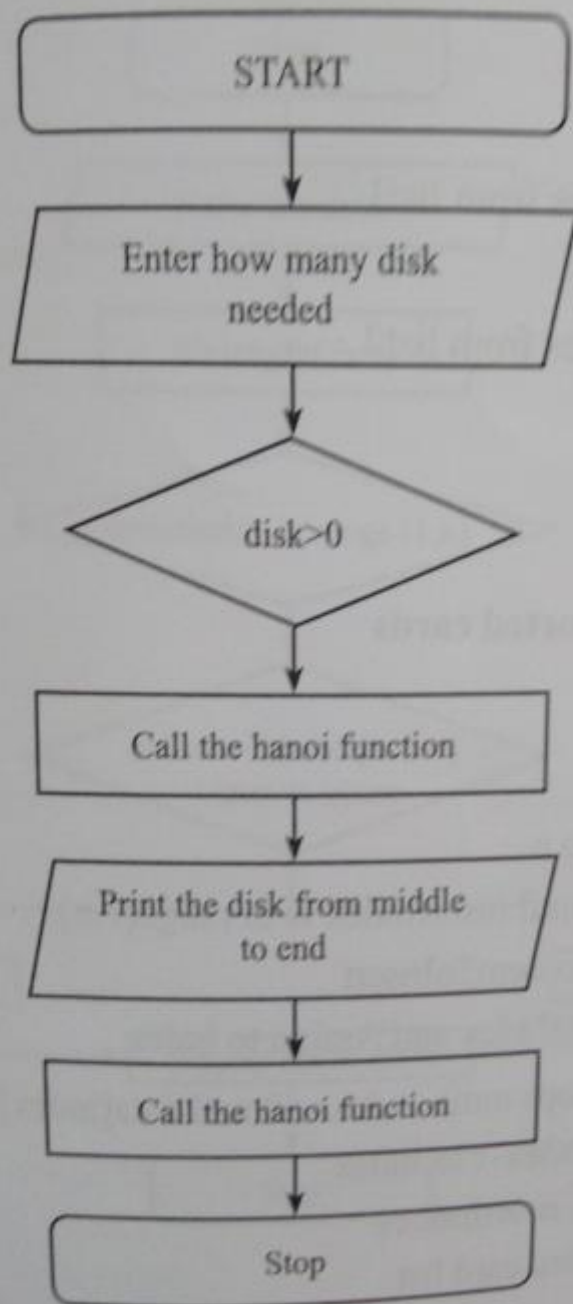 START
Enter how many disk
needed
disk>0
Call the hanoi function
Print the disk from middle
to end
Call the hanoi function
Stop